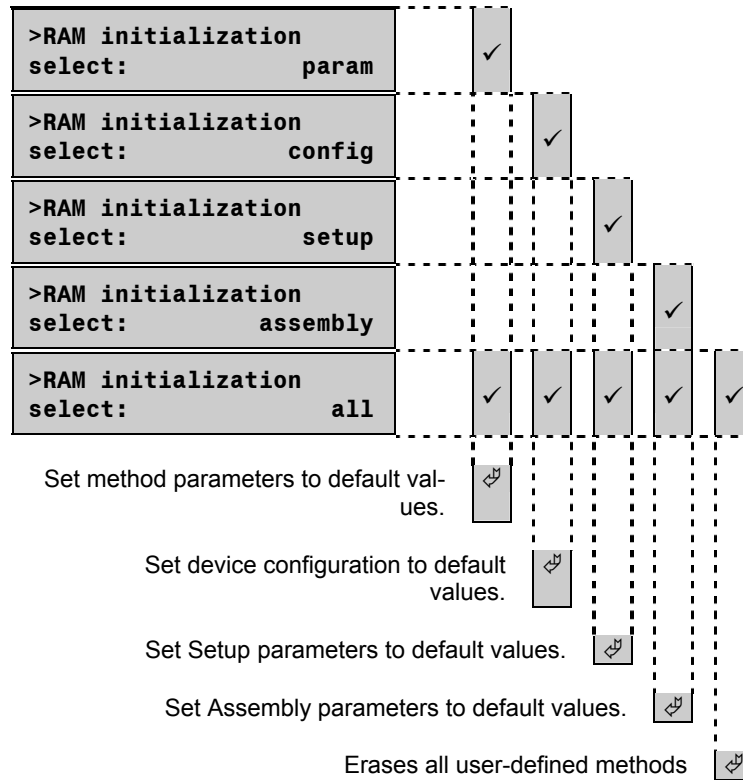 >RAM initialization
select: param
>RAM initialization
select: config
>RAM initialization
select: setup
>RAM initialization
select: assembly
>RAM initialization
select: all
Set method parameters to default val-
ues.
Set device configuration to default
values.
Set Setup parameters to default values.
Set Assembly parameters to default values.
Erases all user-defined methods